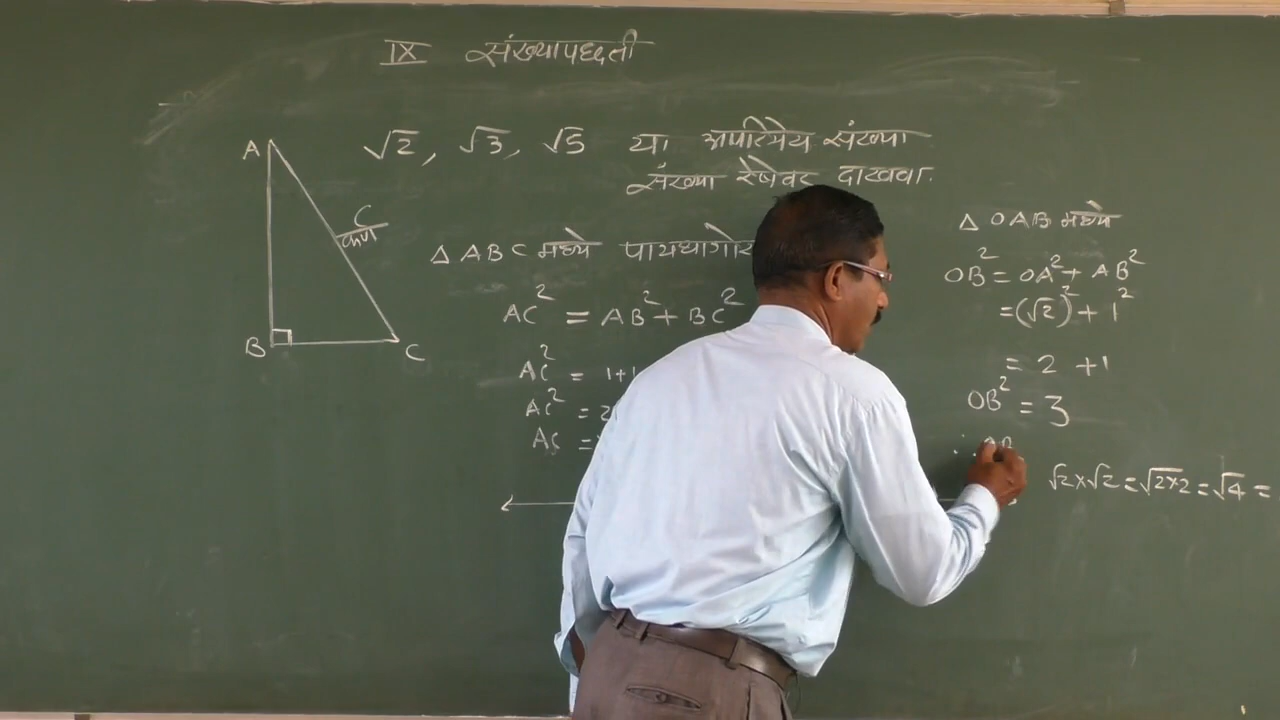 IX संख्यापद्धती
√2, √3, √5 या अपरिमेय संख्या
संख्या रेषेवर दाखवा.
A
C
कर्ण
B
C
△ ABC मध्ये
AC² = AB² + BC²
AC² = 1+1
AC² = 2
AC =
△ OAB मध्ये
OB² = OA² + AB²
= (√2)² + 1²
= 2 + 1
OB² = 3
√2×√2 = √2×2 = √4 =